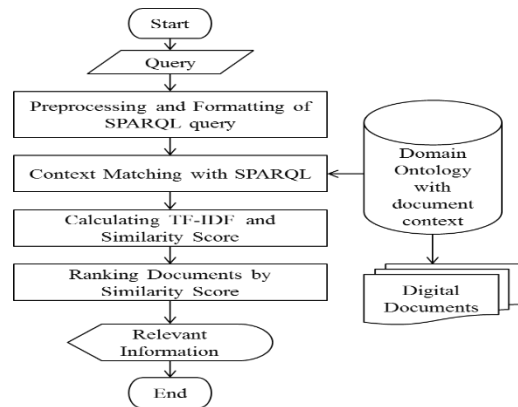 Start
Query
Preprocessing and Formatting of
SPARQL query
Context Matching with SPARQL
Calculating TF-IDF and
Similarity Score
Ranking Documents by
Similarity Score
Relevant
Information
End
Domain
Ontology
with
document
context
Digital
Documents